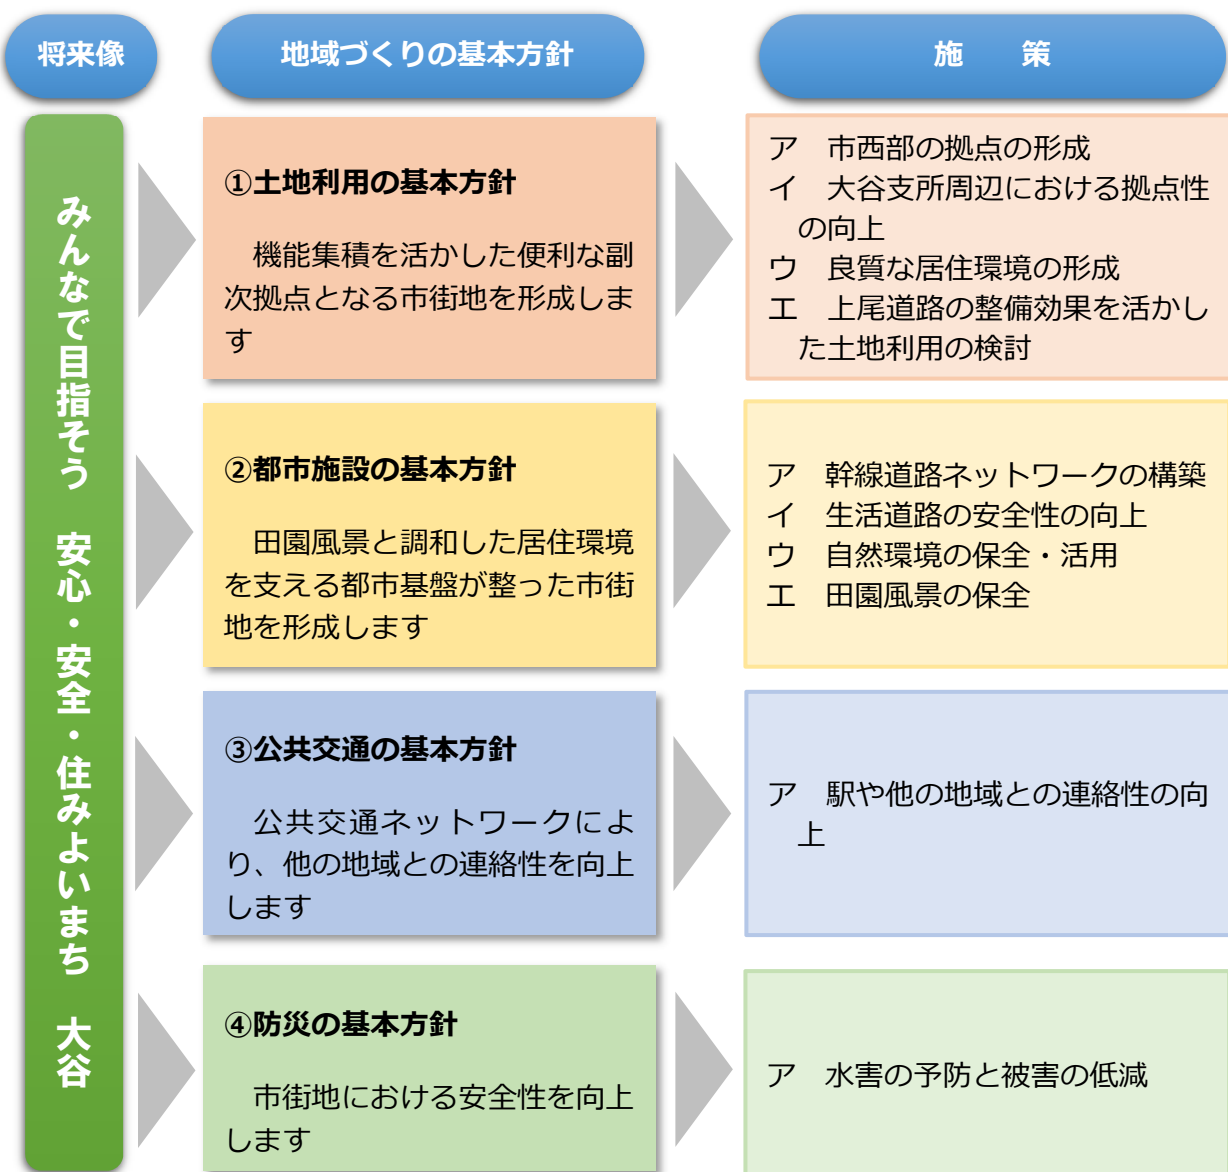 将来像
地域づくりの基本方針
施　策
みんなで目指そう　安心・安全・住みよいまち　大谷
①土地利用の基本方針
機能集積を活かした便利な副
次拠点となる市街地を形成しま
す
ア　市西部の拠点の形成
イ　大谷支所周辺における拠点性
の向上
ウ　良質な居住環境の形成
エ　上尾道路の整備効果を活かし
た土地利用の検討
②都市施設の基本方針
田園風景と調和した居住環境
を支える都市基盤が整った市街
地を形成します
ア　幹線道路ネットワークの構築
イ　生活道路の安全性の向上
ウ　自然環境の保全・活用
エ　田園風景の保全
③公共交通の基本方針
公共交通ネットワークによ
り、他の地域との連絡性を向上
します
ア　駅や他の地域との連絡性の向
上
④防災の基本方針
市街地における安全性を向上
します
ア　水害の予防と被害の低減